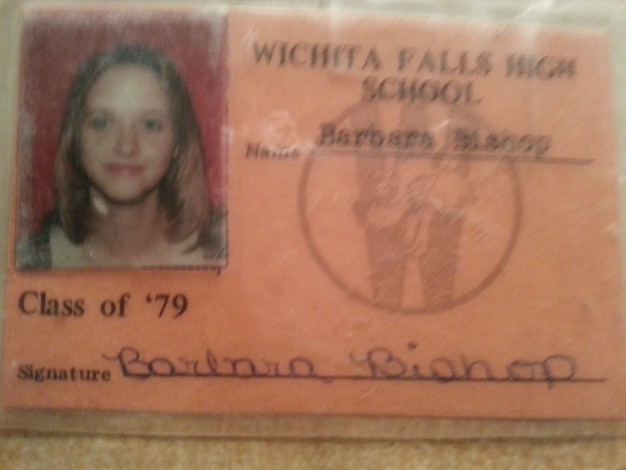 WICHITA FALLS HIGH
SCHOOL
Name Barbara Bishop
Class of '79
Signature Barbara Bishop